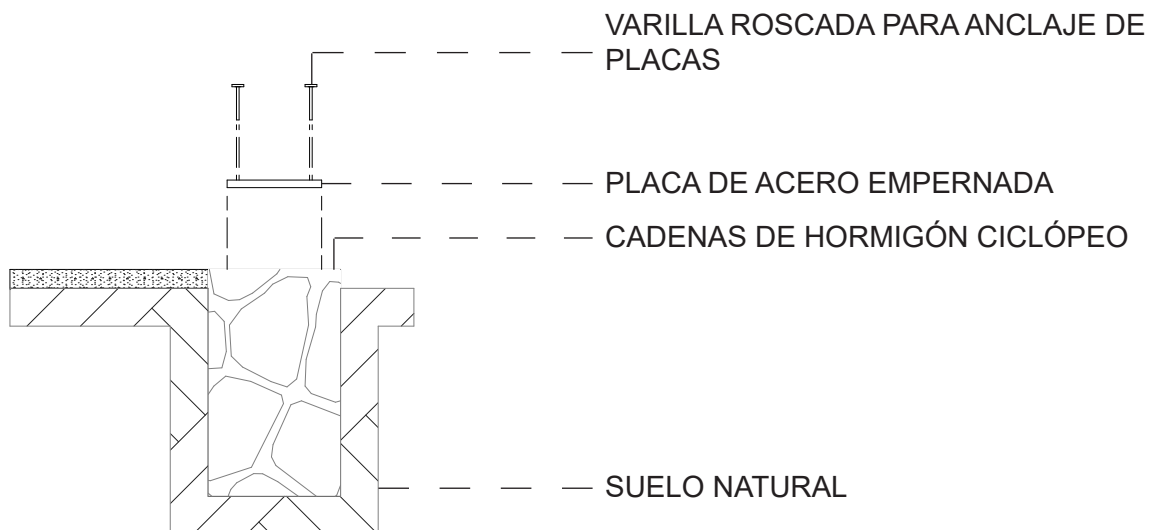 VARILLA ROSCADA PARA ANCLAJE DE
PLACAS
PLACA DE ACERO EMPERNADA
CADENAS DE HORMIGÓN CICLÓPEO
SUELO NATURAL